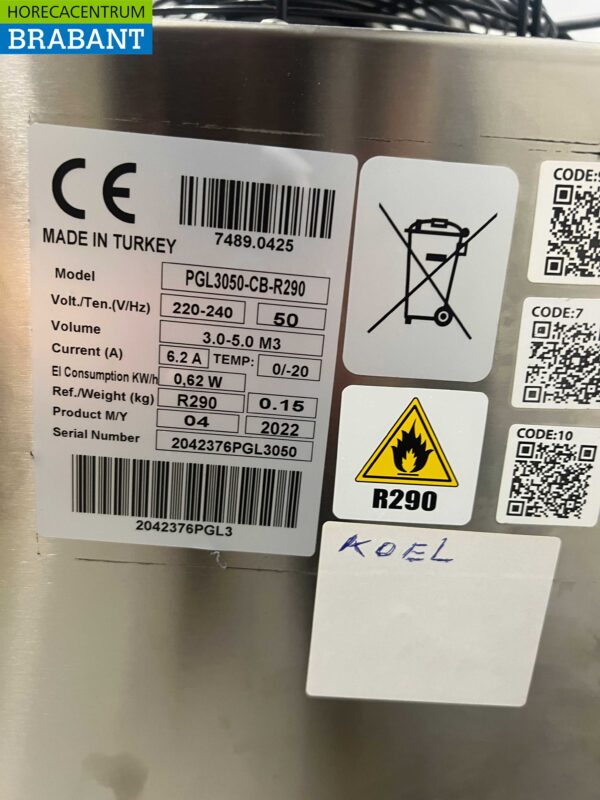 HORECACENTRUM
BRABANT
CE
7489.0425
MADE IN TURKEY
Model PGL3050-CB-R290
Volt./Ten.(V/Hz) 220-240 50
Volume 3.0-5.0 M3
Current (A) 6.2 A TEMP: 0/-20
El Consumption KW/h 0,62 W
Ref./Weight (kg) R290 0.15
Product M/Y 04 2022
Serial Number 2042376PGL3050
2042376PGL3
R290
KOEL
CODE:7
CODE:10